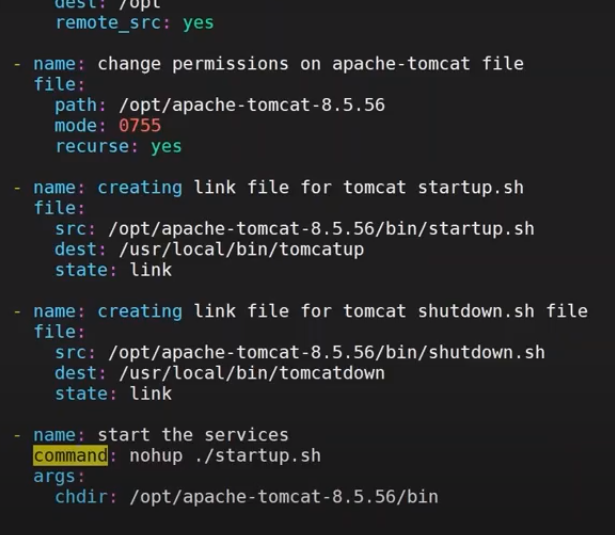 dest: /opt
remote_src: yes
- name: change permissions on apache-tomcat file
file:
path: /opt/apache-tomcat-8.5.56
mode: 0755
recurse: yes
- name: creating link file for tomcat startup.sh
file:
src: /opt/apache-tomcat-8.5.56/bin/startup.sh
dest: /usr/local/bin/tomcatup
state: link
- name: creating link file for tomcat shutdown.sh file
file:
src: /opt/apache-tomcat-8.5.56/bin/shutdown.sh
dest: /usr/local/bin/tomcatdown
state: link
- name: start the services
command: nohup ./startup.sh
args:
chdir: /opt/apache-tomcat-8.5.56/bin